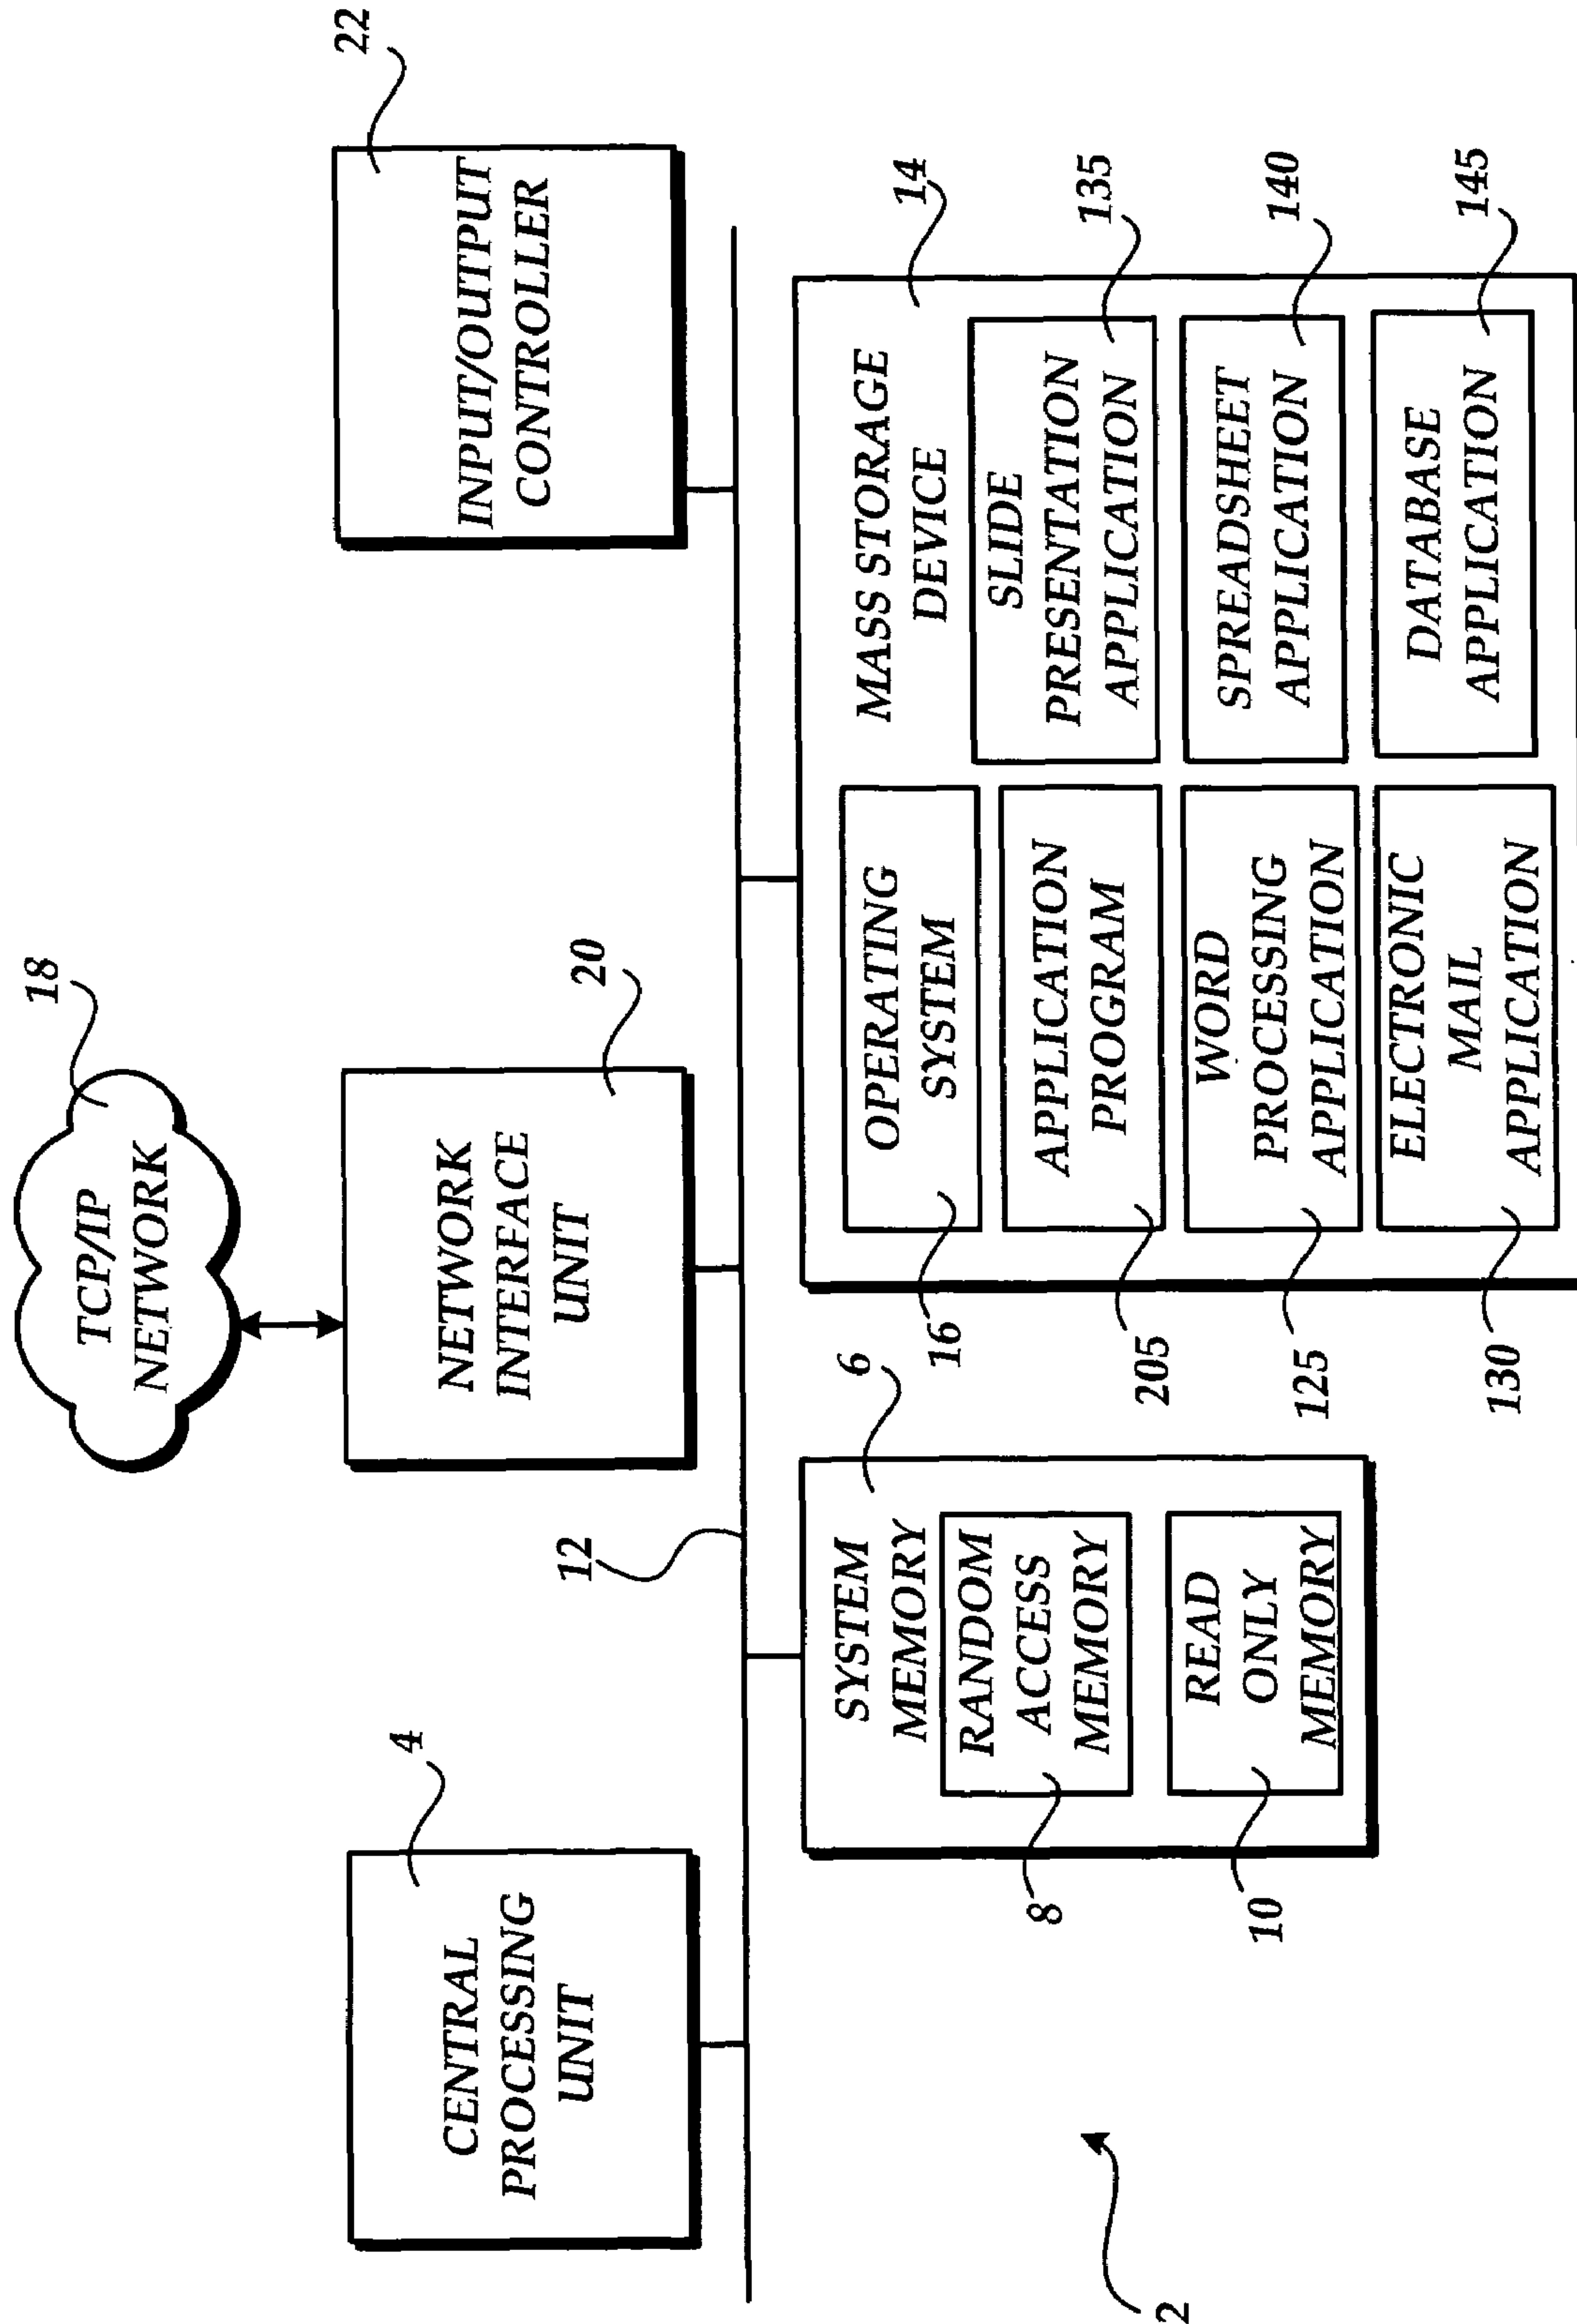 18
TCP/IP
NETWORK
4
CENTRAL
PROCESSING
UNIT
20
NETWORK
INTERFACE
UNIT
22
INPUT/OUTPUT
CONTROLLER
12
6
SYSTEM
MEMORY
8
RANDOM
ACCESS
MEMORY
10
READ
ONLY
MEMORY
14
MASS STORAGE
DEVICE
16
OPERATING
SYSTEM
205
APPLICATION
PROGRAM
125
WORD
PROCESSING
APPLICATION
130
ELECTRONIC
MAIL
APPLICATION
135
SLIDE
PRESENTATION
APPLICATION
140
SPREADSHEET
APPLICATION
145
DATABASE
APPLICATION
2